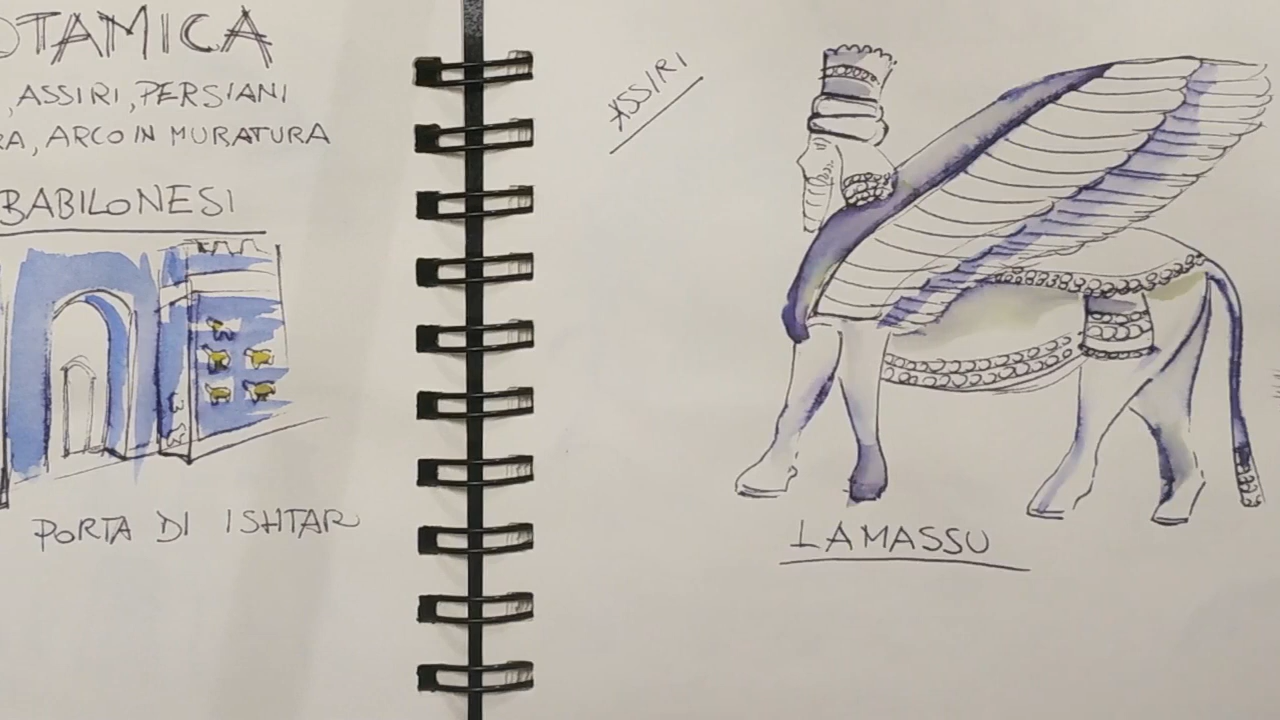 OTAMICA
, ASSIRI, PERSIANI
RA, ARCO IN MURATURA
BABILONESI
PORTA DI ISHTAR
ASSIRI
LAMASSU